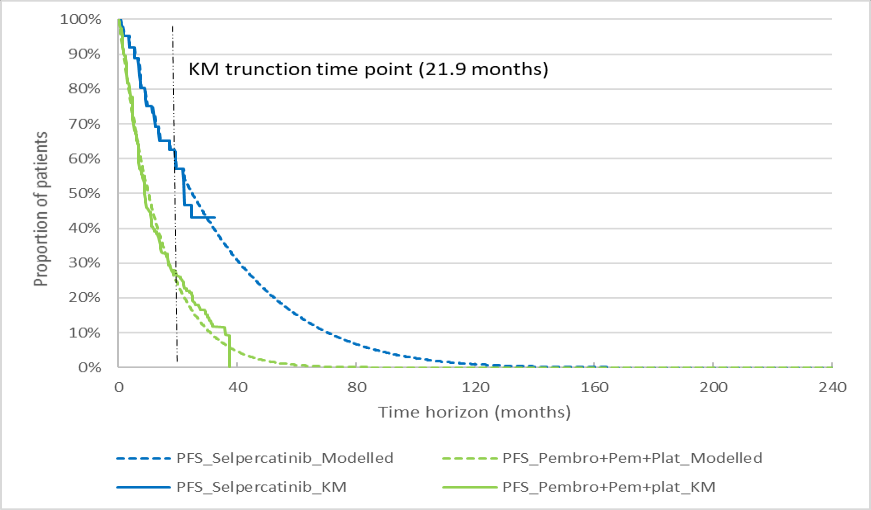 100%
90%
80%
70%
60%
50%
40%
30%
20%
10%
0%
Proportion of patients
KM trunction time point (21.9 months)
0 40 80 120 160 200 240
Time horizon (months)
PFS_Selpercatinib_Modelled PFS_Pembro+Pem+Plat_Modelled
PFS_Selpercatinib_KM PFS_Pembro+Pem+plat_KM